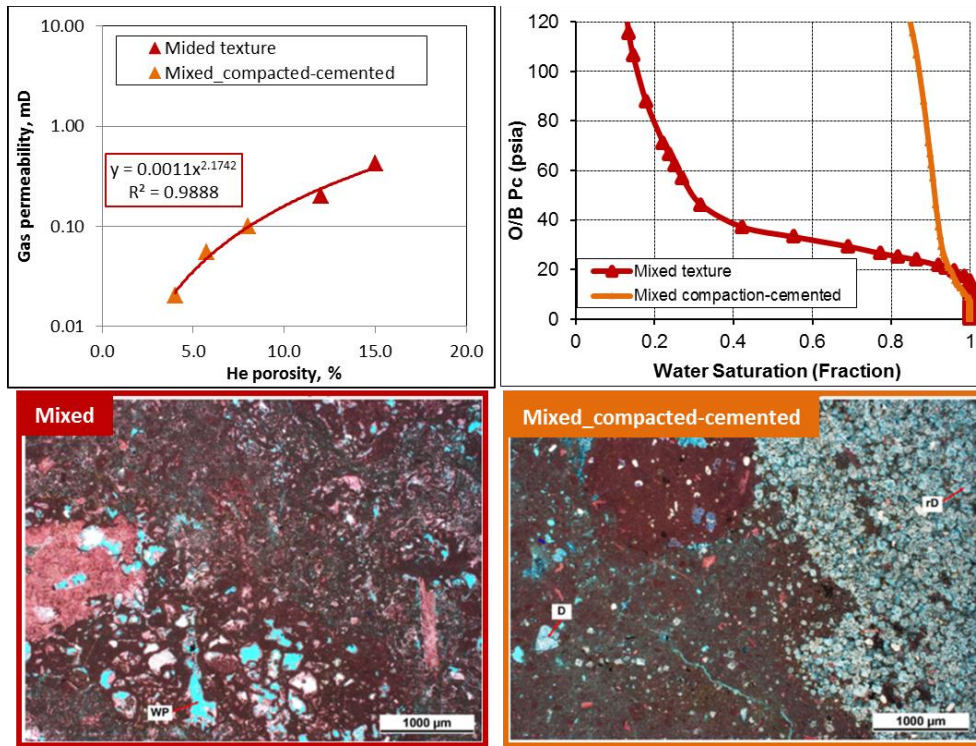 10.00
1.00
0.10
0.01
Gas permeability, mD
Mided texture
Mixed_compacted-cemented
y = 0.0011x^2.1742
R² = 0.9888
0.0 5.0 10.0 15.0 20.0
He porosity, %
120
100
80
60
40
20
0
O/B Pc (psia)
Mixed texture
Mixed compaction-cemented
0 0.2 0.4 0.6 0.8 1
Water Saturation (Fraction)
Mixed
WP
1000 µm
Mixed_compacted-cemented
rD
D
1000 µm